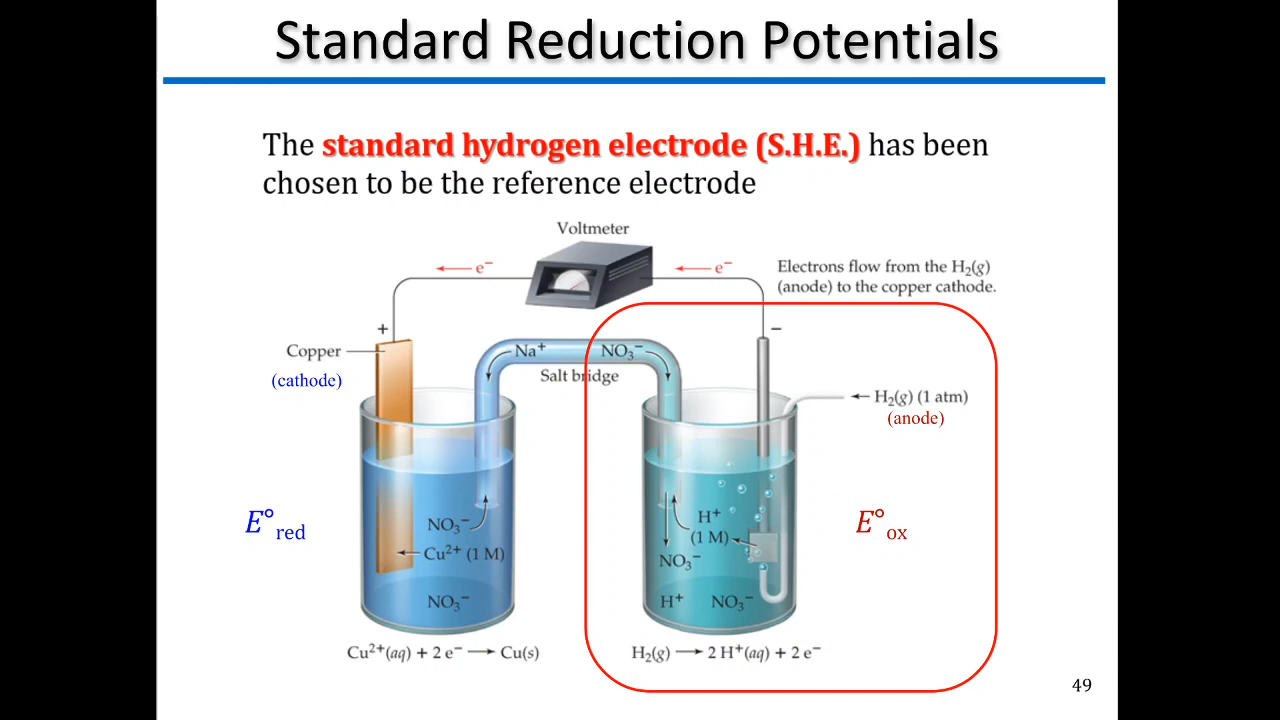 Standard Reduction Potentials
The standard hydrogen electrode (S.H.E.) has been
chosen to be the reference electrode
Voltmeter
e⁻
e⁻
Electrons flow from the H₂(g)
(anode) to the copper cathode.
+
−
Copper
(cathode)
Na⁺
NO₃⁻
Salt bridge
H₂(g) (1 atm)
(anode)
E°red
NO₃⁻
Cu²⁺ (1 M)
NO₃⁻
H⁺
(1 M)
NO₃⁻
H⁺
NO₃⁻
E°ox
Cu²⁺(aq) + 2 e⁻ → Cu(s)
H₂(g) → 2 H⁺(aq) + 2 e⁻
49